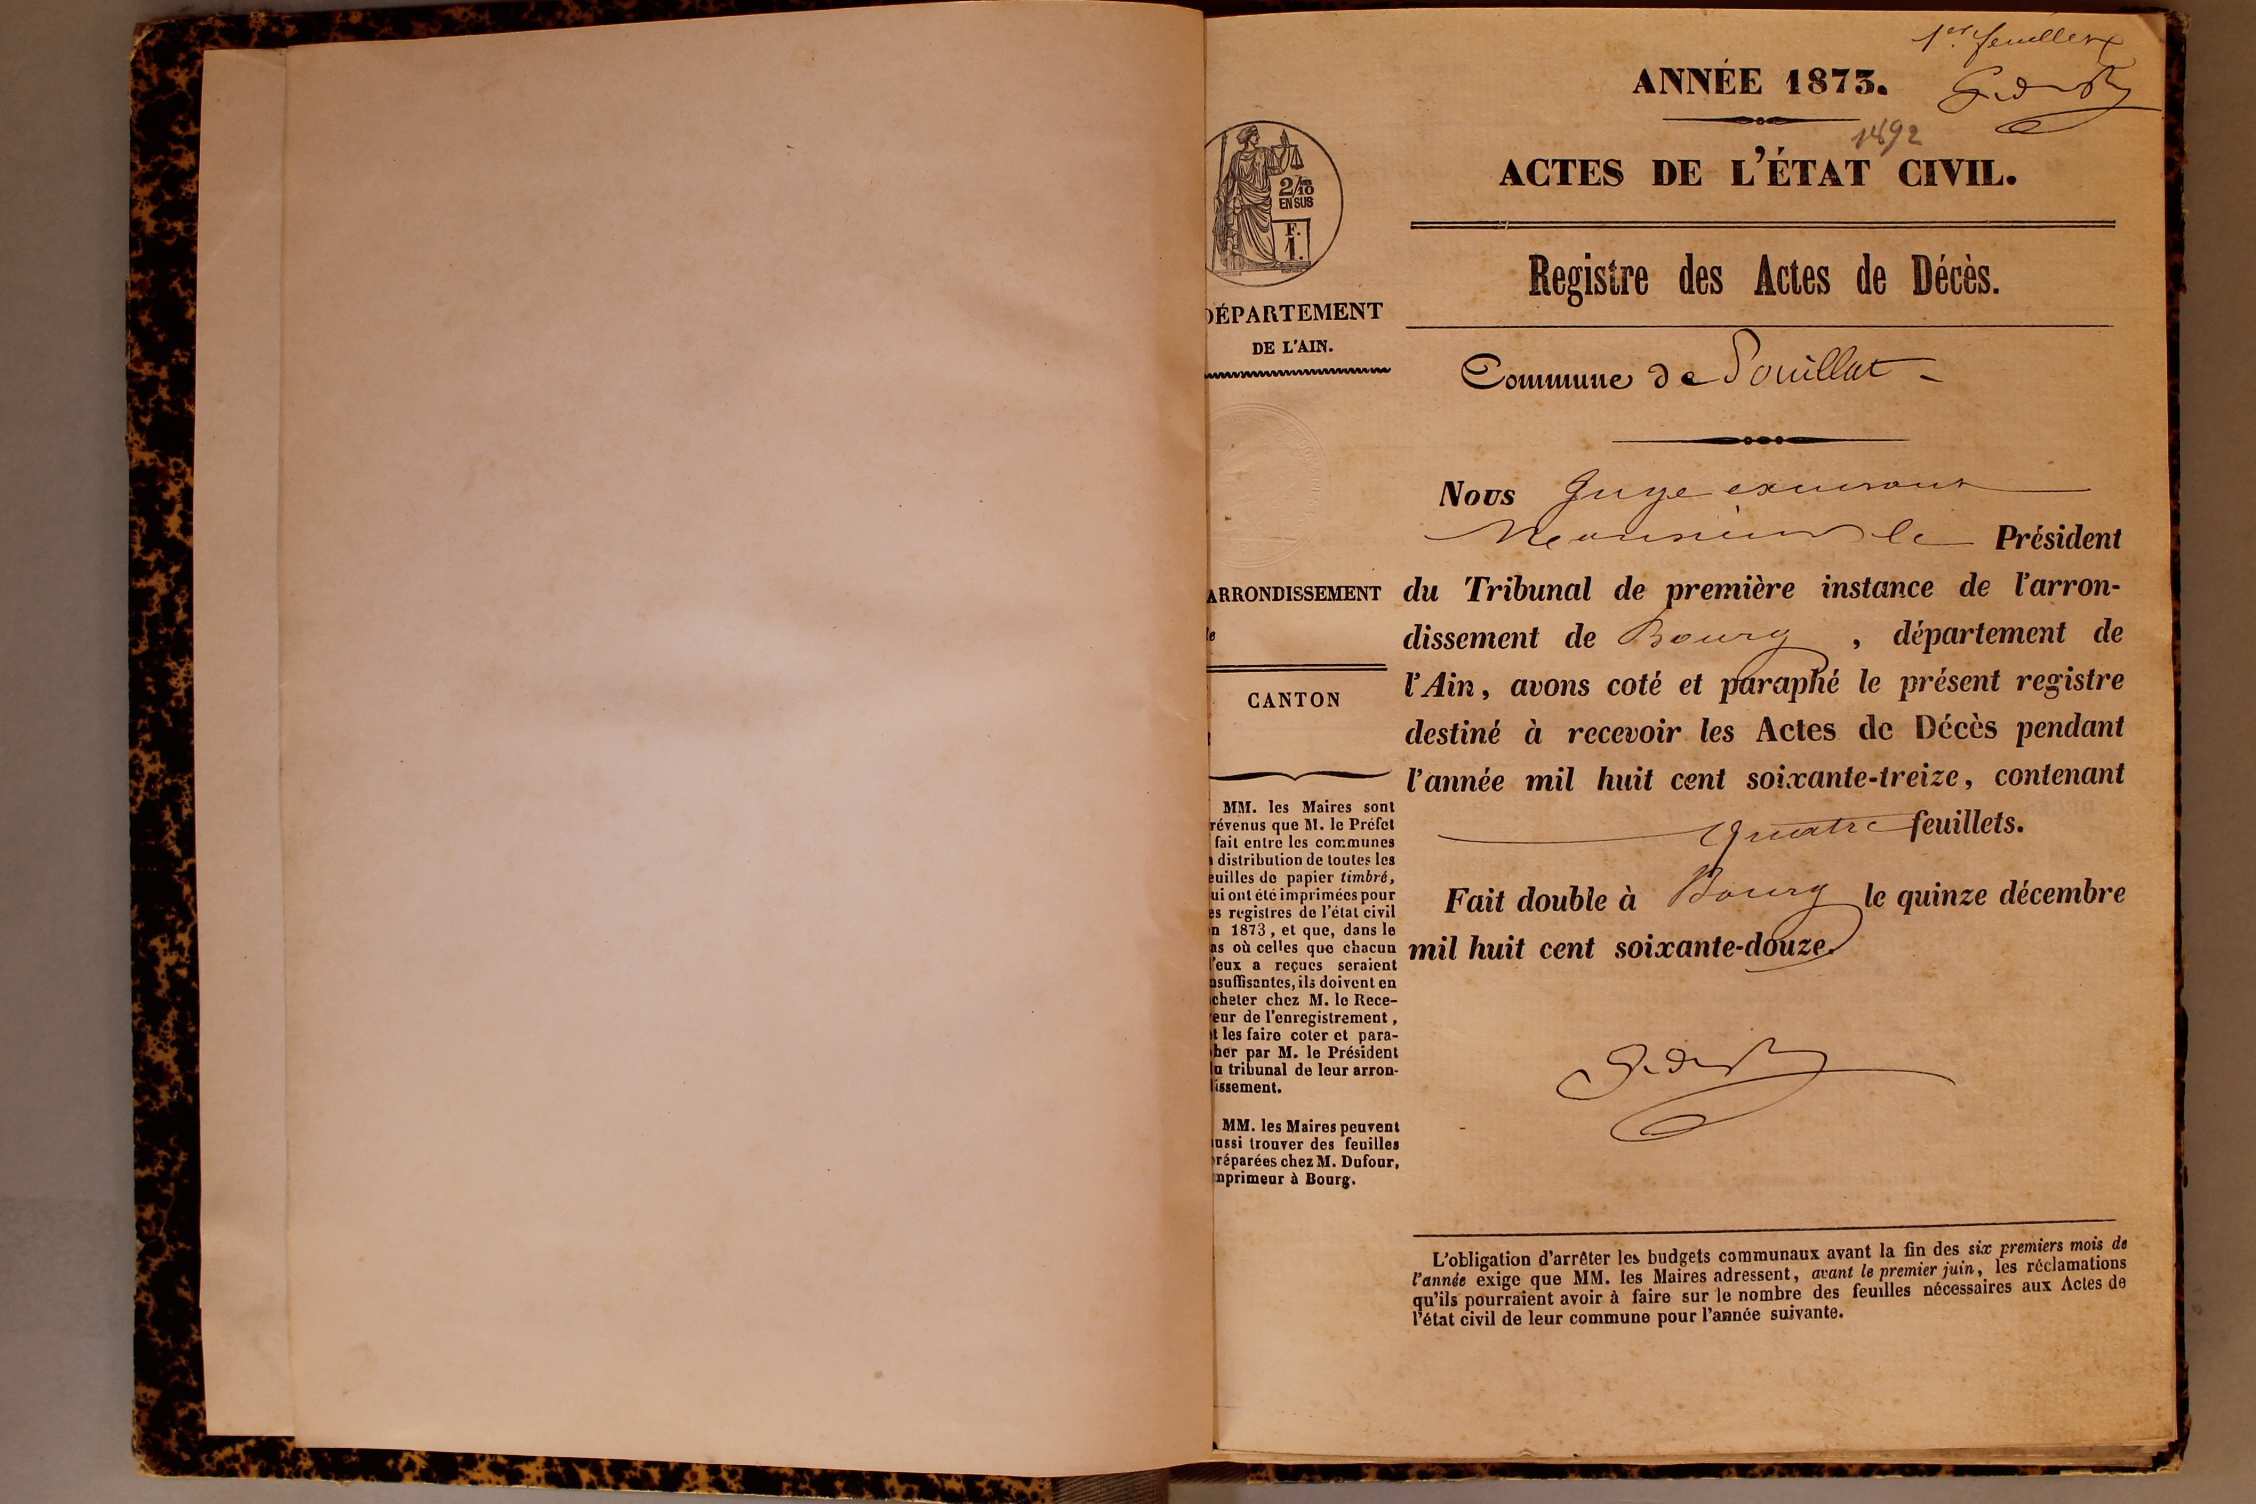 1er feuillet
ANNÉE 1873.
1892
ACTES DE L'ÉTAT CIVIL.
2/10
EN SUS
F.
1.
Registre des Actes de Décès.
DÉPARTEMENT
DE L'AIN.
Commune de Pouillat
Nous Juge
Monsieur le Président
du Tribunal de première instance de l'arron-
dissement de Bourg, département de
l'Ain, avons coté et paraphé le présent registre
destiné à recevoir les Actes de Décès pendant
l'année mil huit cent soixante-treize, contenant
quatre feuillets.
Fait double à Bourg le quinze décembre
mil huit cent soixante-douze.
ARRONDISSEMENT
CANTON
MM. les Maires sont
révenus que M. le Préfet
fait entre les communes
distribution de toutes les
euilles de papier timbré,
ui ont été imprimées pour
es registres de l'état civil
n 1873, et que, dans le
as où celles que chacun
'eux a reçues seraient
nsuffisantes, ils doivent en
cheter chez M. le Rece-
eur de l'enregistrement,
t les faire coter et para-
her par M. le Président
u tribunal de leur arron-
issement.
MM. les Maires peuvent
ussi trouver des feuilles
réparées chez M. Dufour,
mprimeur à Bourg.
L'obligation d'arrêter les budgets communaux avant la fin des six premiers mois de
l'année exige que MM. les Maires adressent, avant le premier juin, les réclamations
qu'ils pourraient avoir à faire sur le nombre des feuilles nécessaires aux Actes de
l'état civil de leur commune pour l'année suivante.